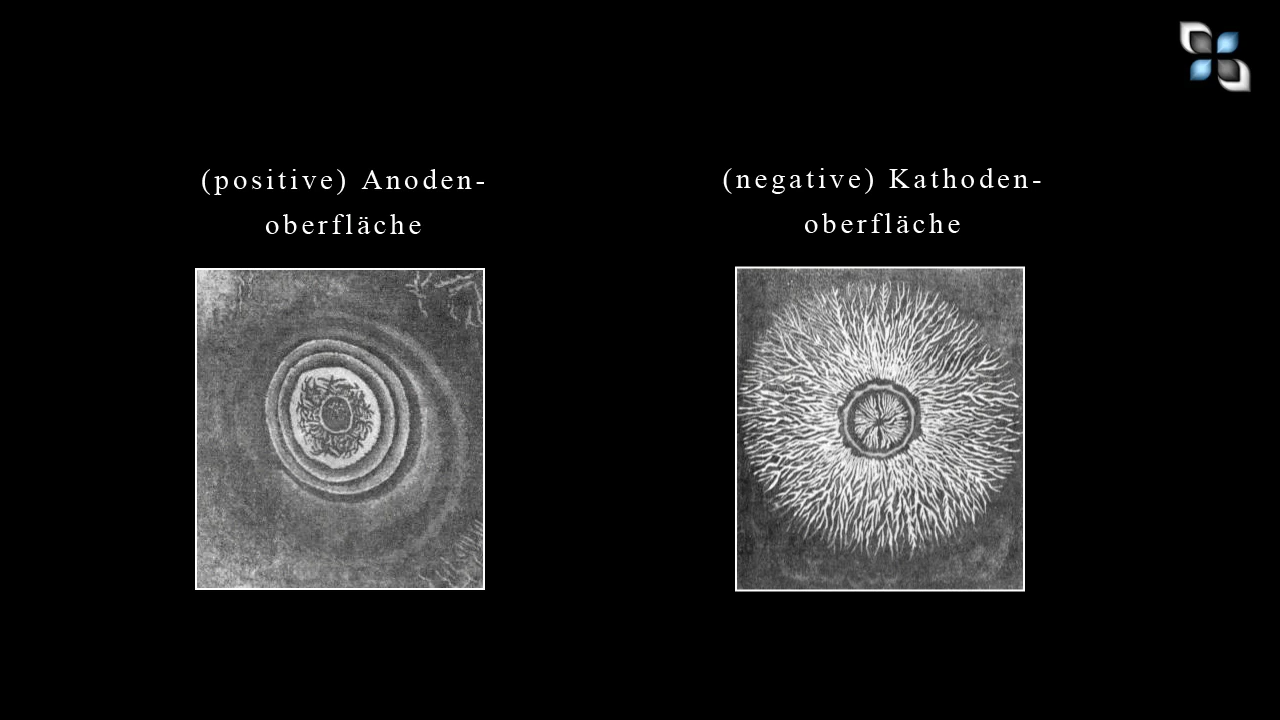 (positive) Anoden-
oberfläche
(negative) Kathoden-
oberfläche